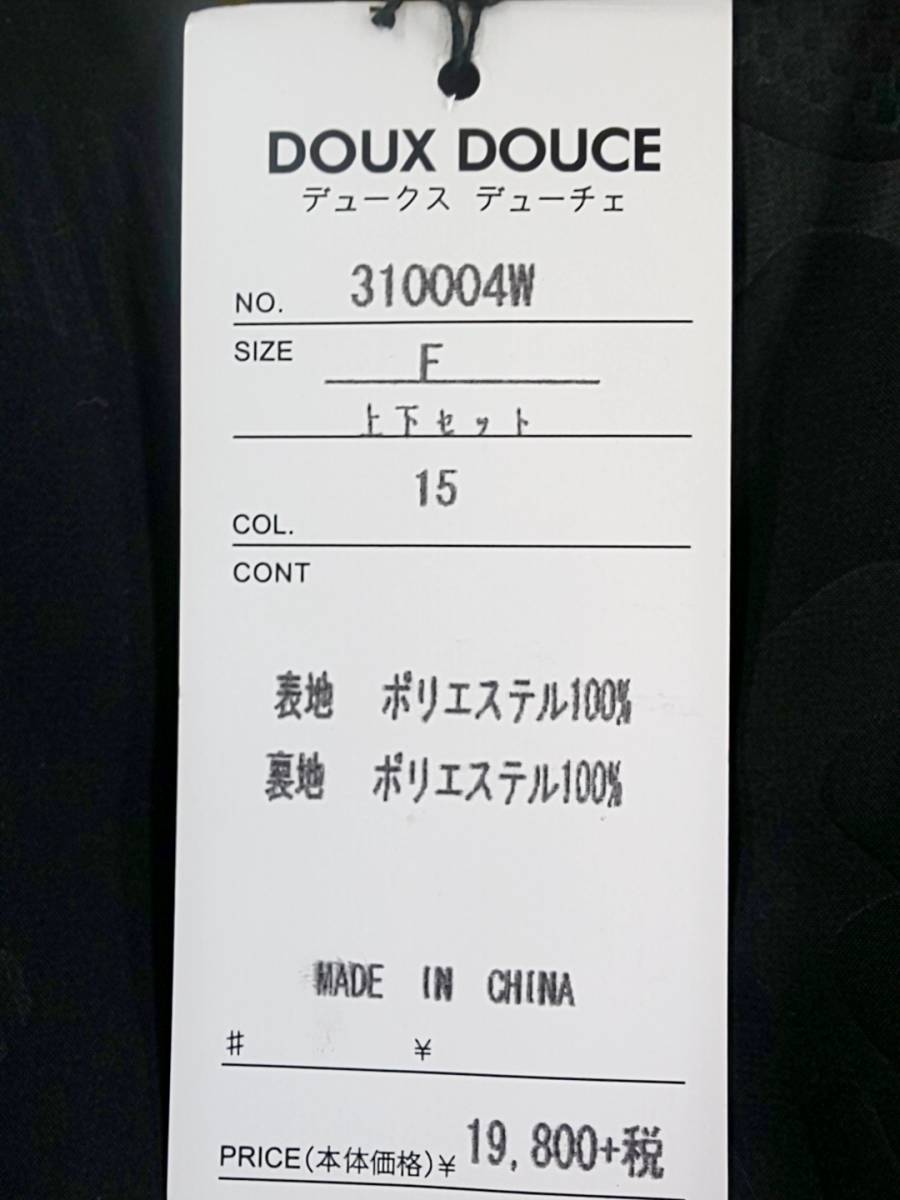 DOUX DOUCE
デュークス デューチェ
NO. 310004W
SIZE F
上下セット
15
COL.
CONT
表地 ポリエステル100%
裏地 ポリエステル100%
MADE IN CHINA
# ¥
PRICE(本体価格)¥ 19,800+税